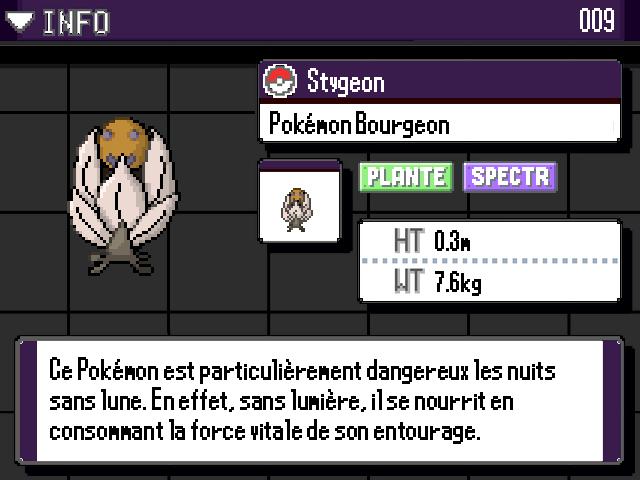 INFO
009
Stygeon
Pokémon Bourgeon
PLANTE
SPECTR
HT 0.3m
WT 7.6kg
Ce Pokémon est particulièrement dangereux les nuits
sans lune. En effet, sans lumière, il se nourrit en
consommant la force vitale de son entourage.